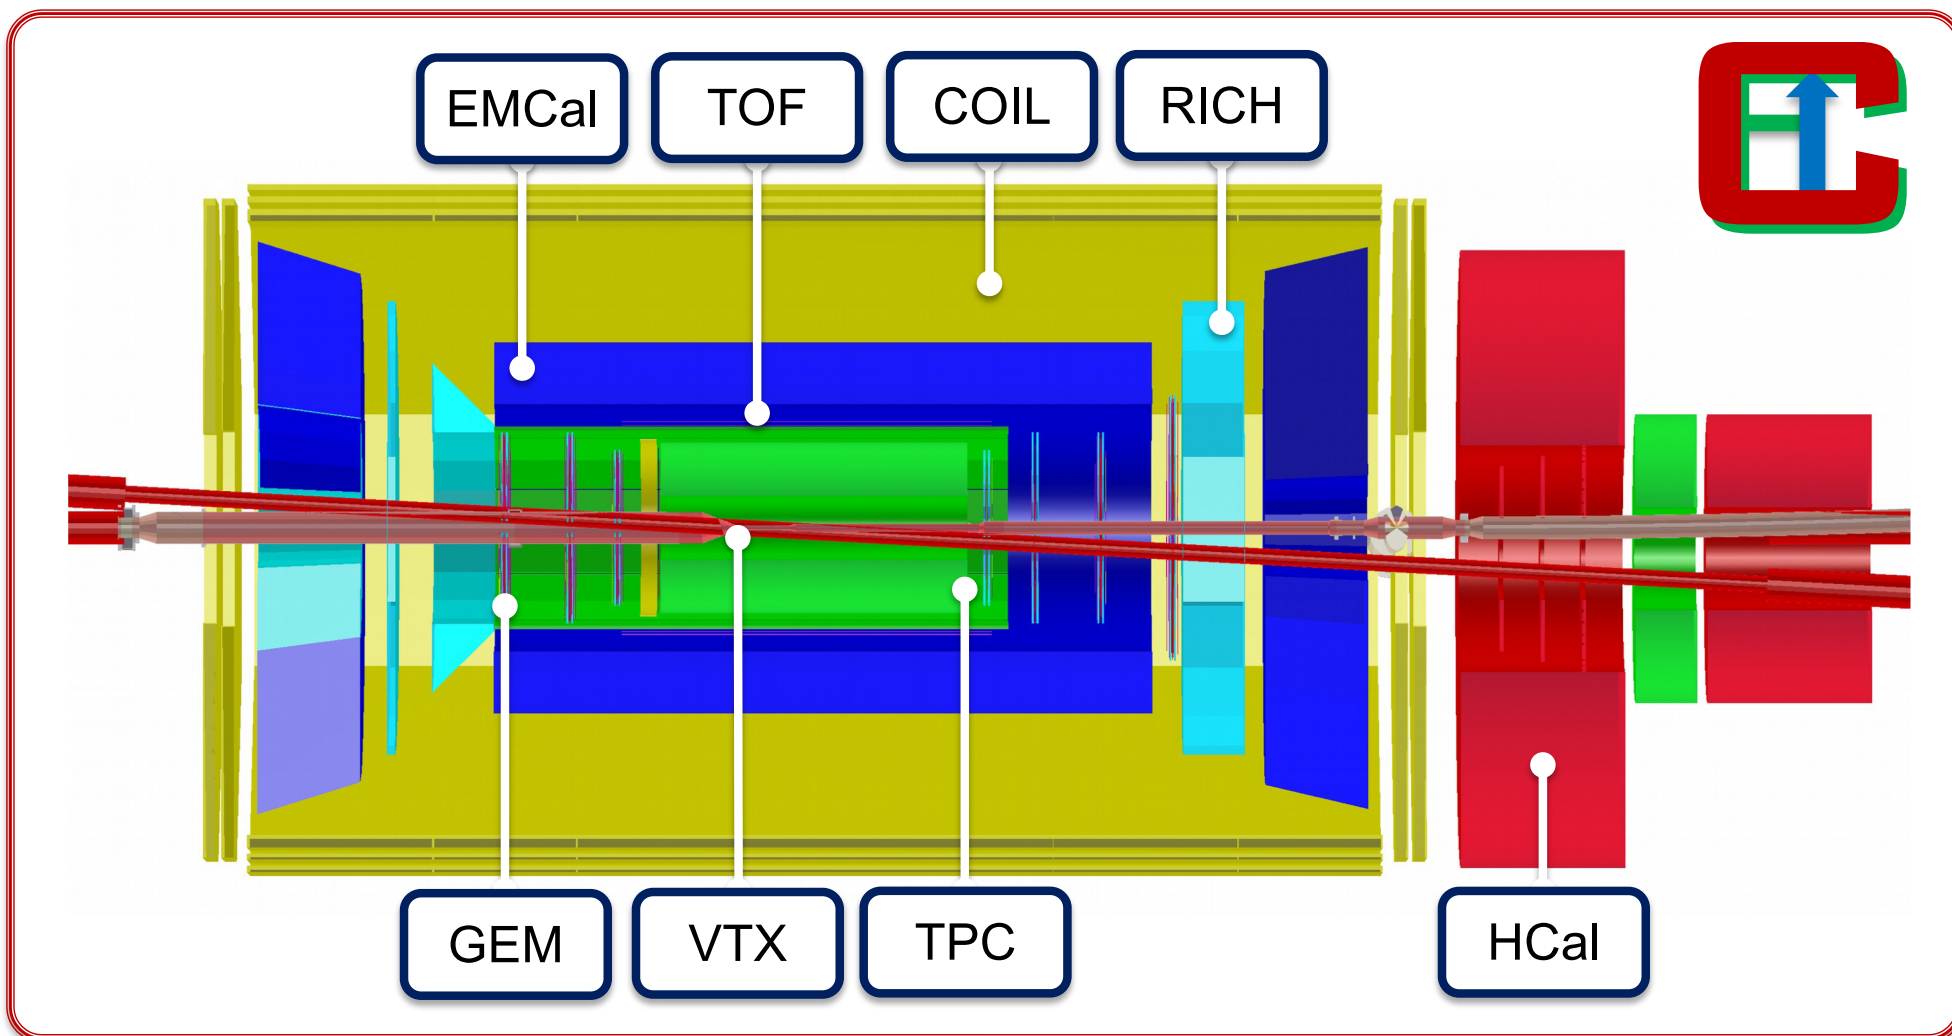 EMCal
TOF
COIL
RICH
GEM
VTX
TPC
HCal